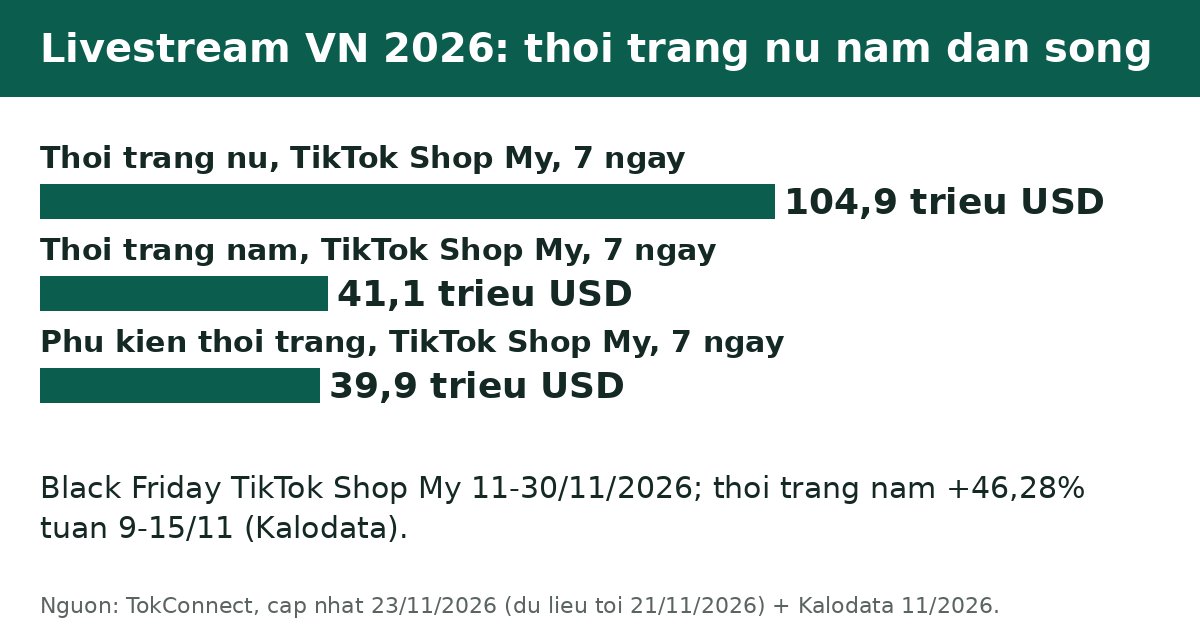 Livestream VN 2026: thoi trang nu nam dan song
Thoi trang nu, TikTok Shop My, 7 ngay
104,9 trieu USD
Thoi trang nam, TikTok Shop My, 7 ngay
41,1 trieu USD
Phu kien thoi trang, TikTok Shop My, 7 ngay
39,9 trieu USD
Black Friday TikTok Shop My 11-30/11/2026; thoi trang nam +46,28%
tuan 9-15/11 (Kalodata).
Nguon: TokConnect, cap nhat 23/11/2026 (du lieu toi 21/11/2026) + Kalodata 11/2026.